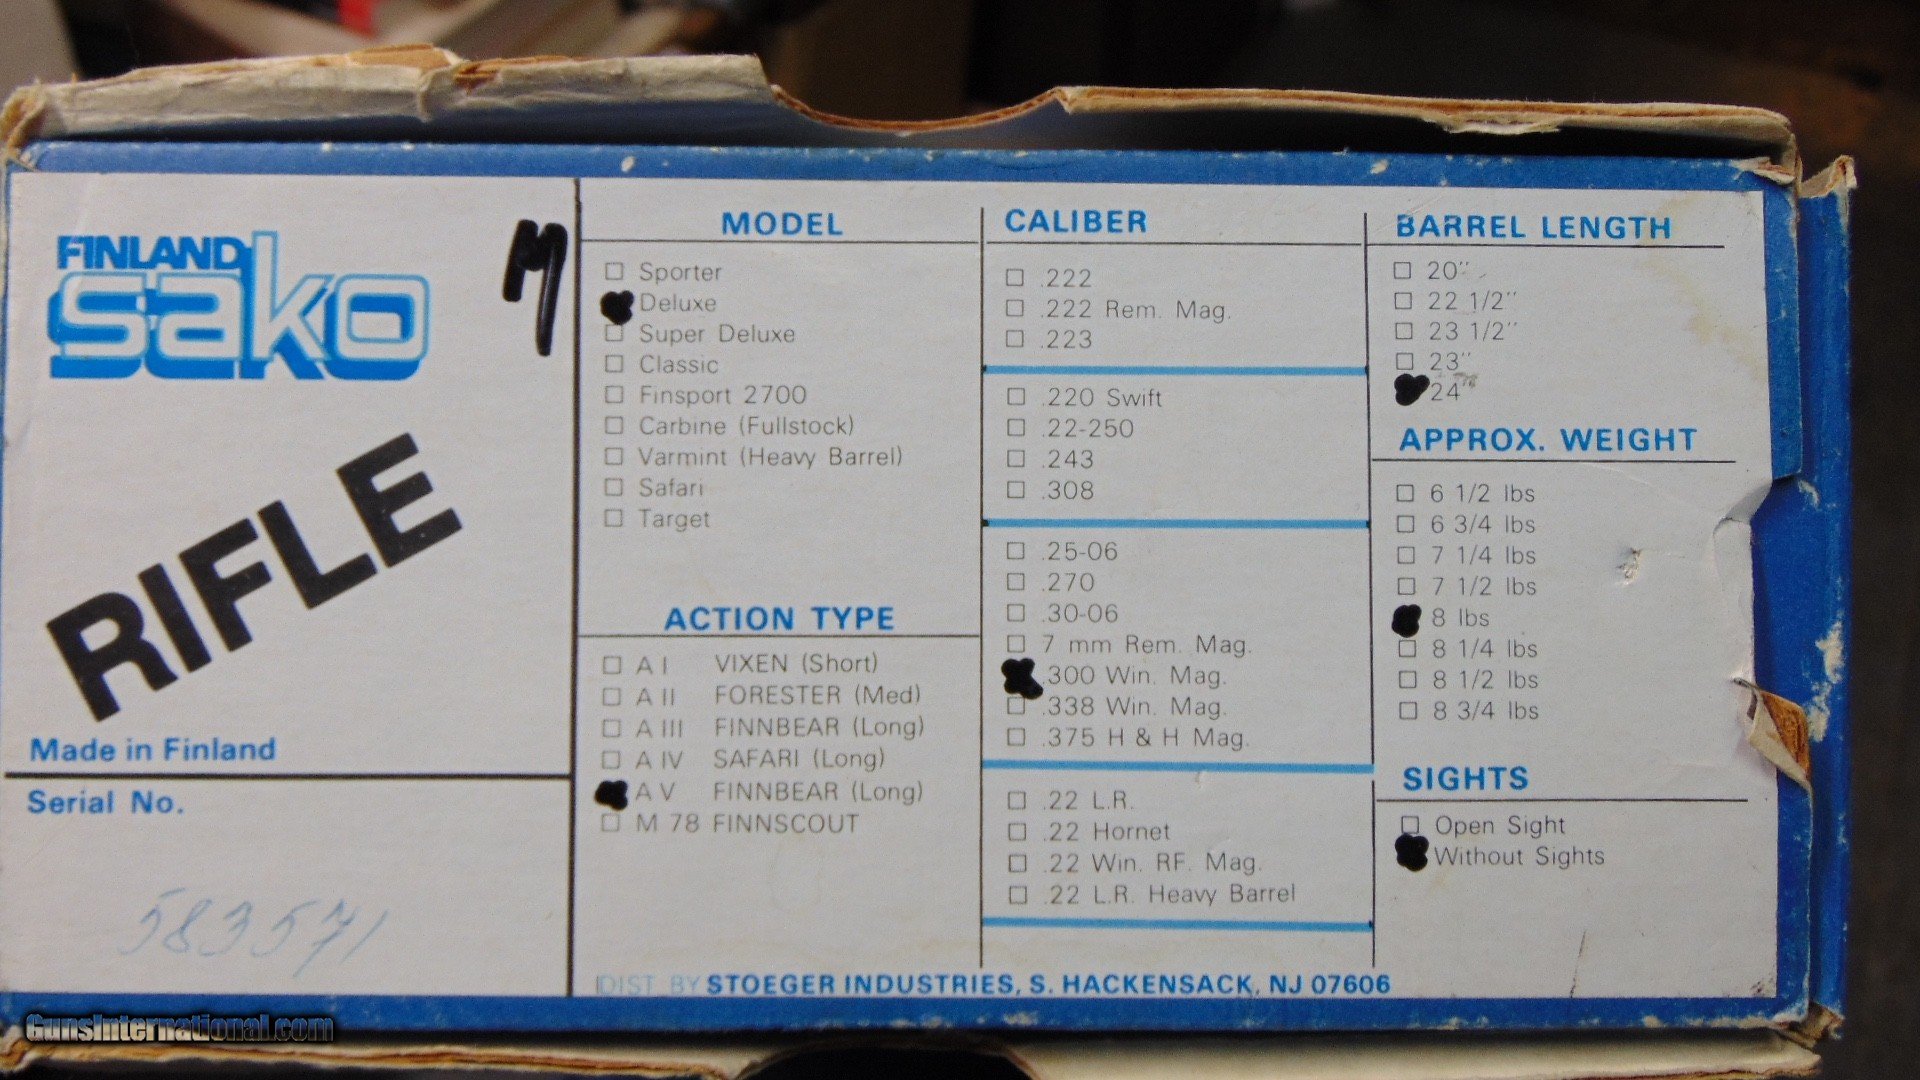 FINLAND
sako
M
RIFLE
Made in Finland
Serial No.
583571
MODEL
Sporter
Deluxe
Super Deluxe
Classic
Finsport 2700
Carbine (Fullstock)
Varmint (Heavy Barrel)
Safari
Target
ACTION TYPE
A I VIXEN (Short)
A II FORESTER (Med)
A III FINNBEAR (Long)
A IV SAFARI (Long)
A V FINNBEAR (Long)
M 78 FINNSCOUT
CALIBER
.222
.222 Rem. Mag.
.223
.220 Swift
.22-250
.243
.308
.25-06
.270
.30-06
7 mm Rem. Mag.
.300 Win. Mag.
.338 Win. Mag.
.375 H & H Mag.
.22 L.R.
.22 Hornet
.22 Win. RF. Mag.
.22 L.R. Heavy Barrel
BARREL LENGTH
20"
22 1/2"
23 1/2"
23"
24"
APPROX. WEIGHT
6 1/2 lbs
6 3/4 lbs
7 1/4 lbs
7 1/2 lbs
8 lbs
8 1/4 lbs
8 1/2 lbs
8 3/4 lbs
SIGHTS
Open Sight
Without Sights
DIST BY STOEGER INDUSTRIES, S. HACKENSACK, NJ 07606
GunsInternational.com